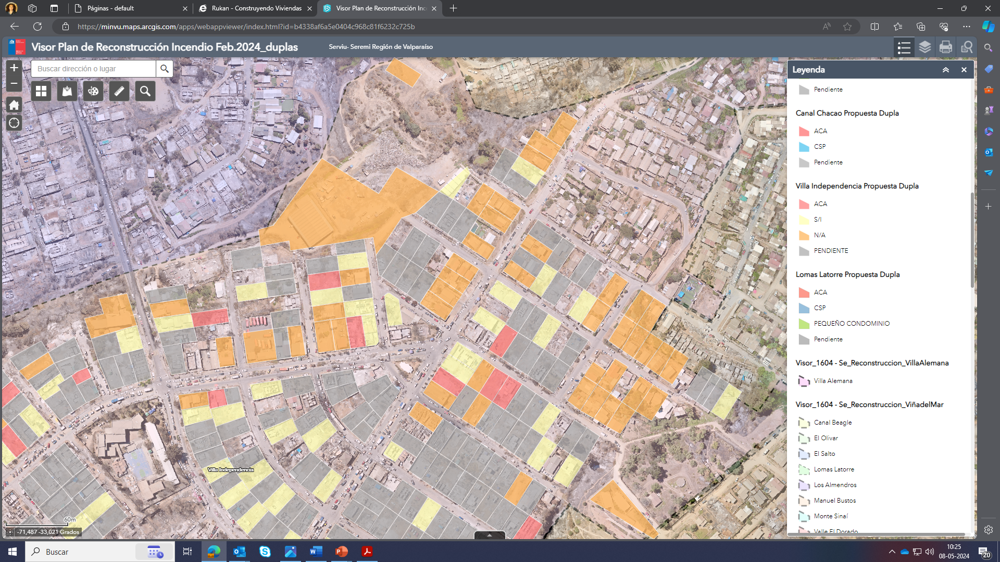 Páginas - default
Rukan - Construyendo Viviendas
Visor Plan de Reconstrucción Inc
https://minvu.maps.arcgis.com/apps/webappviewer/index.html?id=b4338af6a5e0404c968c81f6232c725b
Visor Plan de Reconstrucción Incendio Feb.2024_duplas
Serviu- Seremi Región de Valparaíso
Buscar dirección o lugar
Leyenda
Pendiente
Canal Chacao Propuesta Dupla
ACA
CSP
Pendiente
Villa Independencia Propuesta Dupla
ACA
S/I
N/A
PENDIENTE
Lomas Latorre Propuesta Dupla
ACA
CSP
PEQUEÑO CONDOMINIO
Pendiente
Visor_1604 - Se_Reconstruccion_VillaAlemana
Villa Alemana
Visor_1604 - Se_Reconstruccion_ViñadelMar
Canal Beagle
El Olivar
El Salto
Lomas Latorre
Los Almendros
Manuel Bustos
Monte Sinaí
Valle El Dorado
Villa Independencia
60m
-71,487 -33,021 Grados
Buscar
10:25
08-05-2024
20